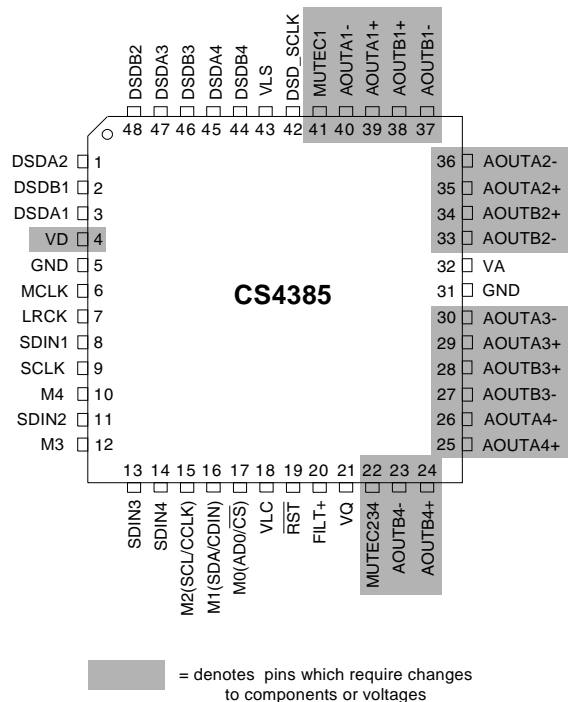 DSDB2
DSDA3
DSDB3
DSDA4
DSDB4
VLS
DSD_SCLK
MUTEC1
AOUTA1-
AOUTA1+
AOUTB1+
AOUTB1-
48 47 46 45 44 43 42 41 40 39 38 37
DSDA2 1
DSDB1 2
DSDA1 3
VD 4
GND 5
MCLK 6
LRCK 7
SDIN1 8
SCLK 9
M4 10
SDIN2 11
M3 12
CS4385
36 AOUTA2-
35 AOUTA2+
34 AOUTB2+
33 AOUTB2-
32 VA
31 GND
30 AOUTA3-
29 AOUTA3+
28 AOUTB3+
27 AOUTB3-
26 AOUTA4-
25 AOUTA4+
13 14 15 16 17 18 19 20 21 22 23 24
SDIN3
SDIN4
M2(SCL/CCLK)
M1(SDA/CDIN)
M0(AD0/CS)
VLC
RST
FILT+
VQ
MUTEC234
AOUTB4-
AOUTB4+
= denotes pins which require changes
to components or voltages